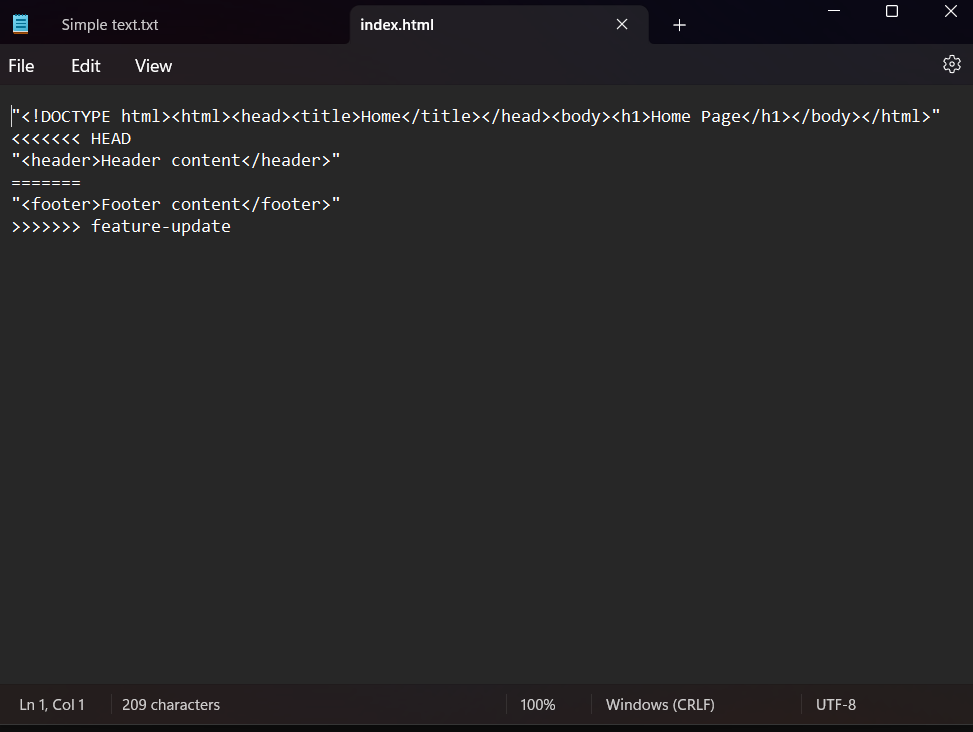 Simple text.txt index.html
File Edit View
"<!DOCTYPE html><html><head><title>Home</title></head><body><h1>Home Page</h1></body></html>"
<<<<<<< HEAD
"<header>Header content</header>"
=======
"<footer>Footer content</footer>"
>>>>>>> feature-update
Ln 1, Col 1 209 characters 100% Windows (CRLF) UTF-8